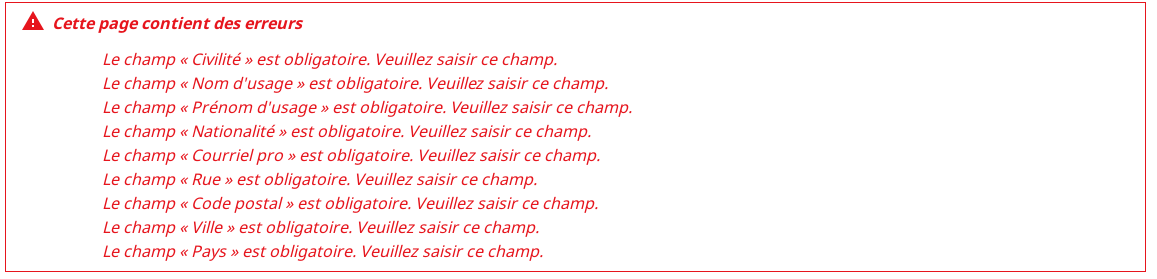 Cette page contient des erreurs
Le champ « Civilité » est obligatoire. Veuillez saisir ce champ.
Le champ « Nom d'usage » est obligatoire. Veuillez saisir ce champ.
Le champ « Prénom d'usage » est obligatoire. Veuillez saisir ce champ.
Le champ « Nationalité » est obligatoire. Veuillez saisir ce champ.
Le champ « Courriel pro » est obligatoire. Veuillez saisir ce champ.
Le champ « Rue » est obligatoire. Veuillez saisir ce champ.
Le champ « Code postal » est obligatoire. Veuillez saisir ce champ.
Le champ « Ville » est obligatoire. Veuillez saisir ce champ.
Le champ « Pays » est obligatoire. Veuillez saisir ce champ.